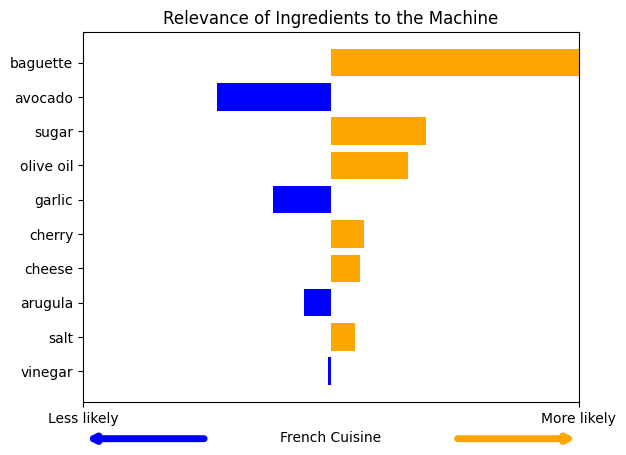 Relevance of Ingredients to the Machine
baguette
avocado
sugar
olive oil
garlic
cherry
cheese
arugula
salt
vinegar
Less likely
More likely
French Cuisine